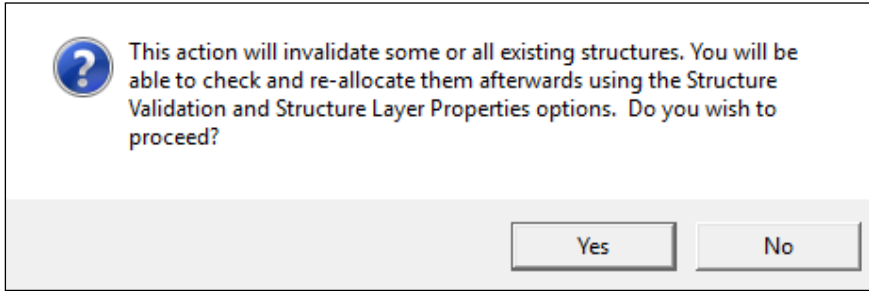 This action will invalidate some or all existing structures. You will be
able to check and re-allocate them afterwards using the Structure
Validation and Structure Layer Properties options.  Do you wish to
proceed?
Yes
No